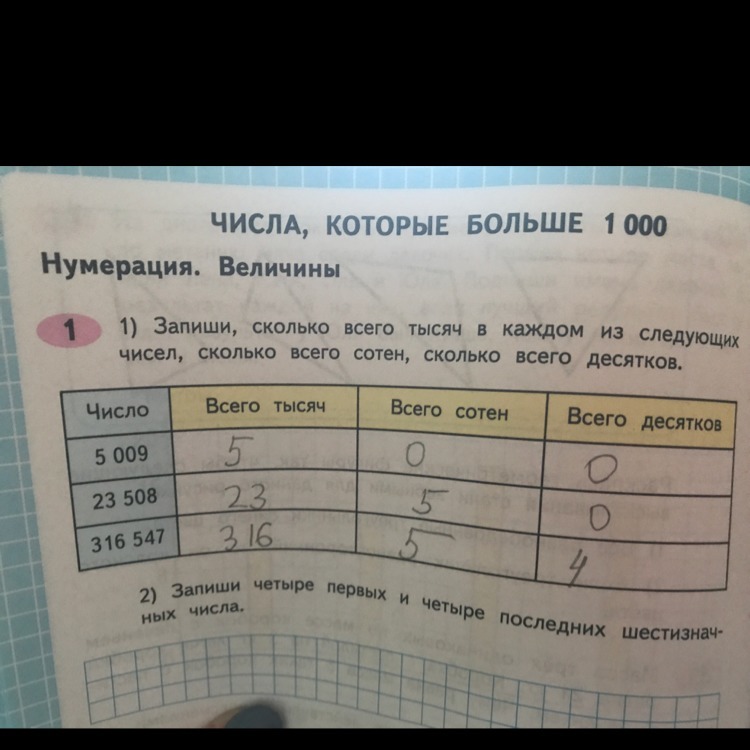 ЧИСЛА, КОТОРЫЕ БОЛЬШЕ 1 000
Нумерация. Величины
1 1) Запиши, сколько всего тысяч в каждом из следующих
чисел, сколько всего сотен, сколько всего десятков.
Число Всего тысяч Всего сотен Всего десятков
5 009 5 0 0
23 508 23 5 0
316 547 316 5 4
2) Запиши четыре первых и четыре последних шестизнач-
ных числа.